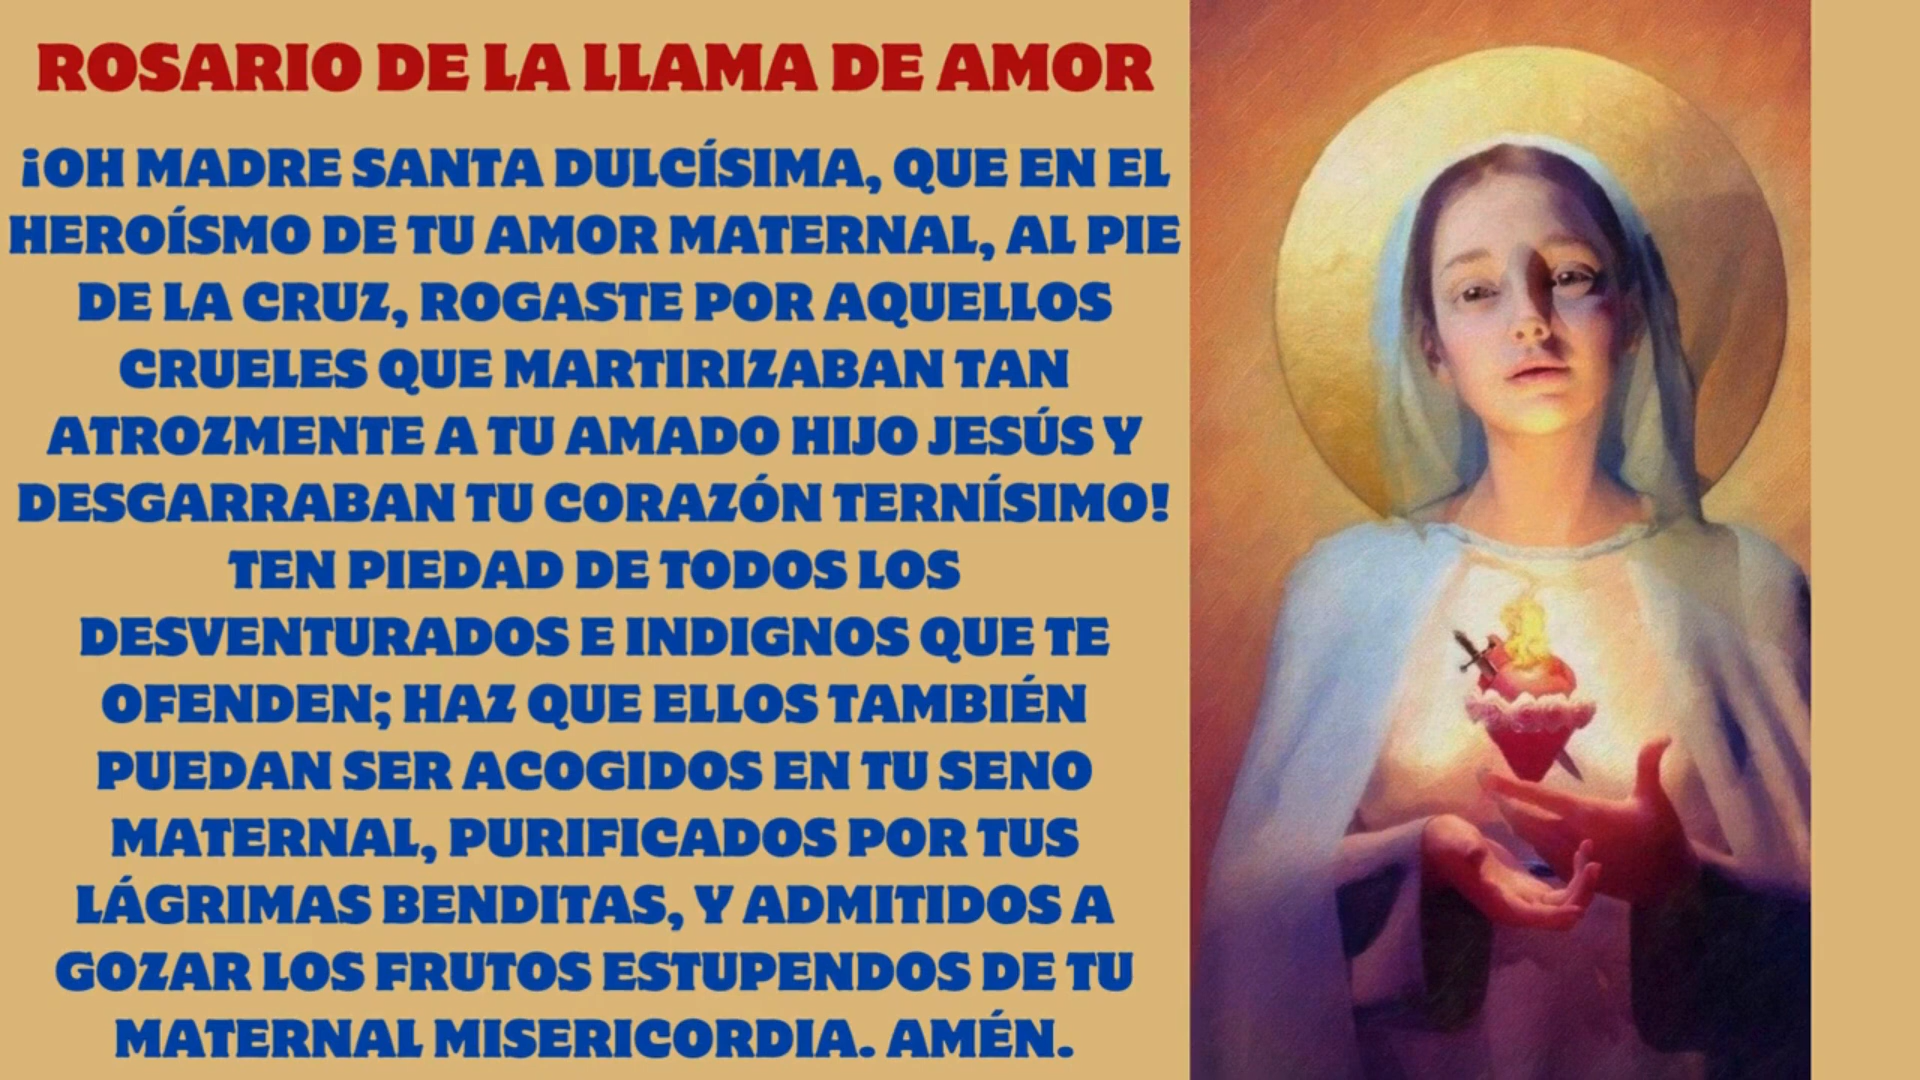 ROSARIO DE LA LLAMA DE AMOR
¡OH MADRE SANTA DULCÍSIMA, QUE EN EL
HEROÍSMO DE TU AMOR MATERNAL, AL PIE
DE LA CRUZ, ROGASTE POR AQUELLOS
CRUELES QUE MARTIRIZABAN TAN
ATROZMENTE A TU AMADO HIJO JESÚS Y
DESGARRABAN TU CORAZÓN TERNÍSIMO!
TEN PIEDAD DE TODOS LOS
DESVENTURADOS E INDIGNOS QUE TE
OFENDEN; HAZ QUE ELLOS TAMBIÉN
PUEDAN SER ACOGIDOS EN TU SENO
MATERNAL, PURIFICADOS POR TUS
LÁGRIMAS BENDITAS, Y ADMITIDOS A
GOZAR LOS FRUTOS ESTUPENDOS DE TU
MATERNAL MISERICORDIA. AMÉN.